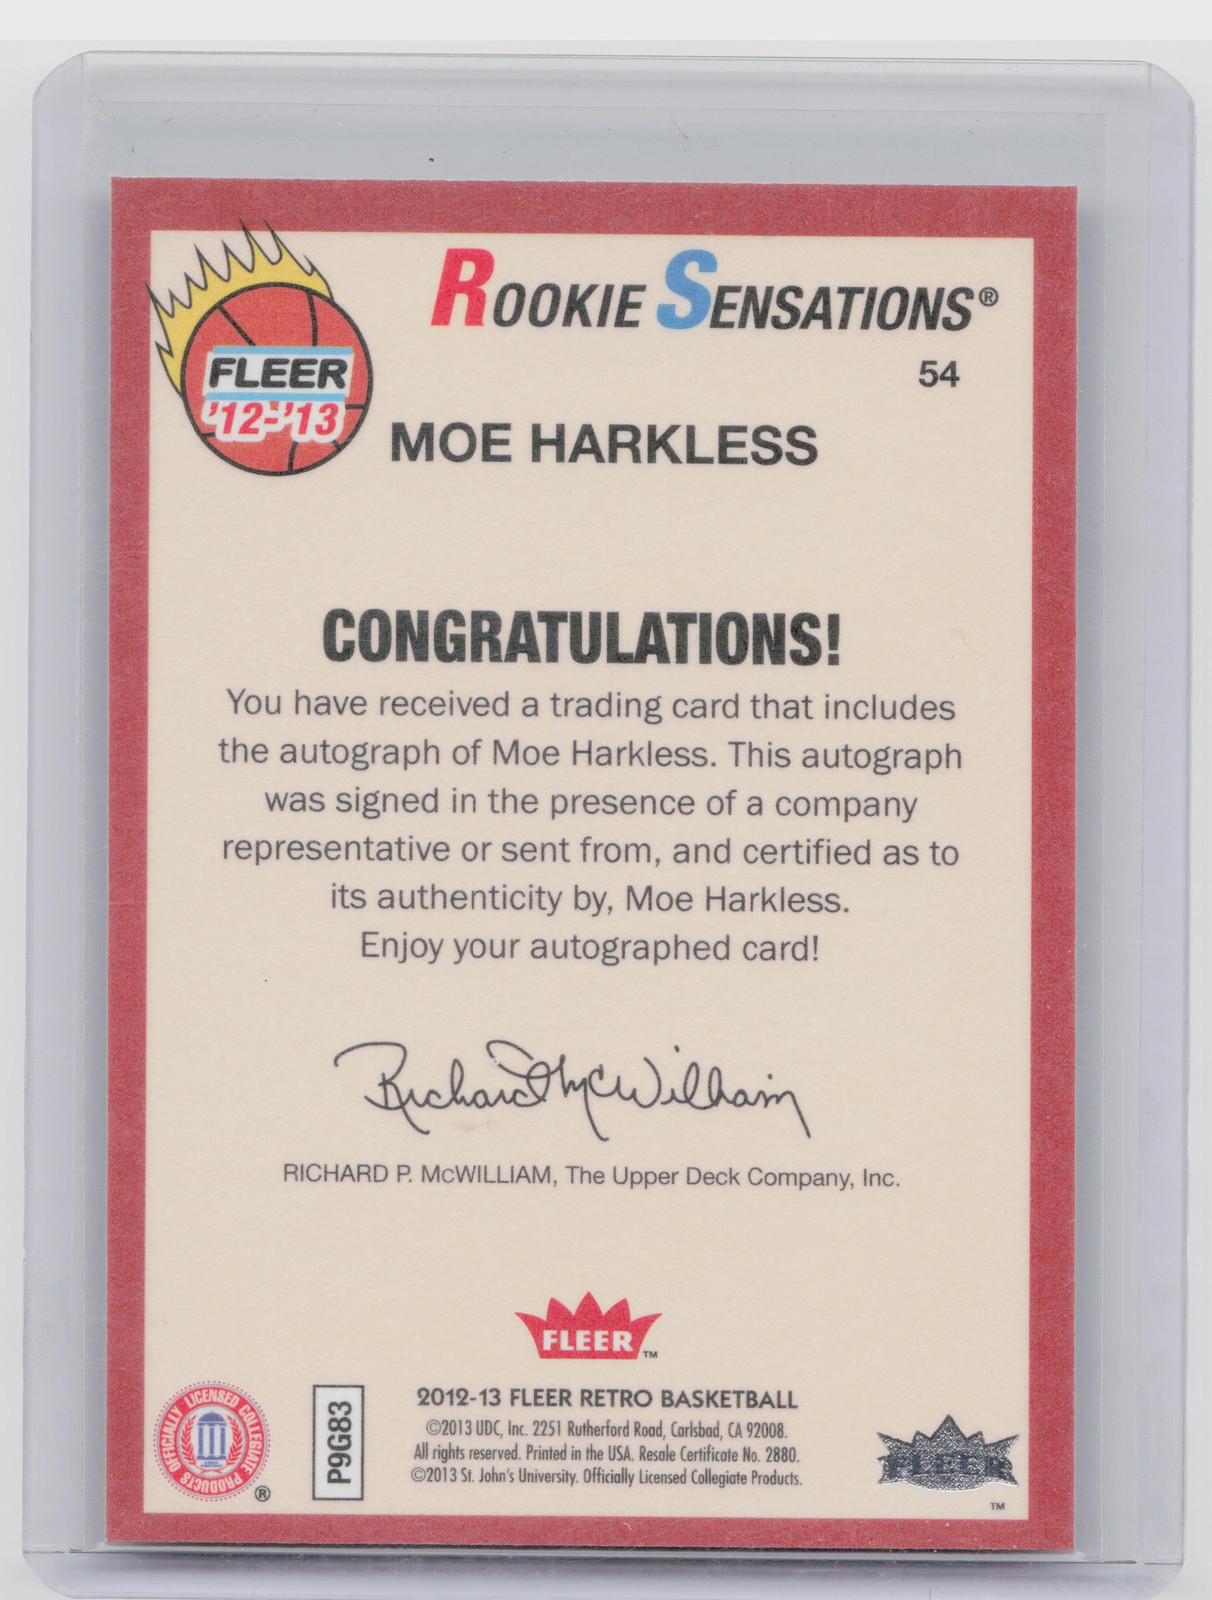 ROOKIE SENSATIONS®
54
FLEER
'12-'13
MOE HARKLESS
CONGRATULATIONS!
You have received a trading card that includes
the autograph of Moe Harkless. This autograph
was signed in the presence of a company
representative or sent from, and certified as to
its authenticity by, Moe Harkless.
Enjoy your autographed card!
Richard McWilliam
RICHARD P. McWILLIAM, The Upper Deck Company, Inc.
FLEER TM
OFFICIALLY LICENSED COLLEGIATE PRODUCTS ®
P9G83
2012-13 FLEER RETRO BASKETBALL
©2013 UDC, Inc. 2251 Rutherford Road, Carlsbad, CA 92008.
All rights reserved. Printed in the USA. Resale Certificate No. 2880.
©2013 St. John's University. Officially Licensed Collegiate Products.
FLEER
TM